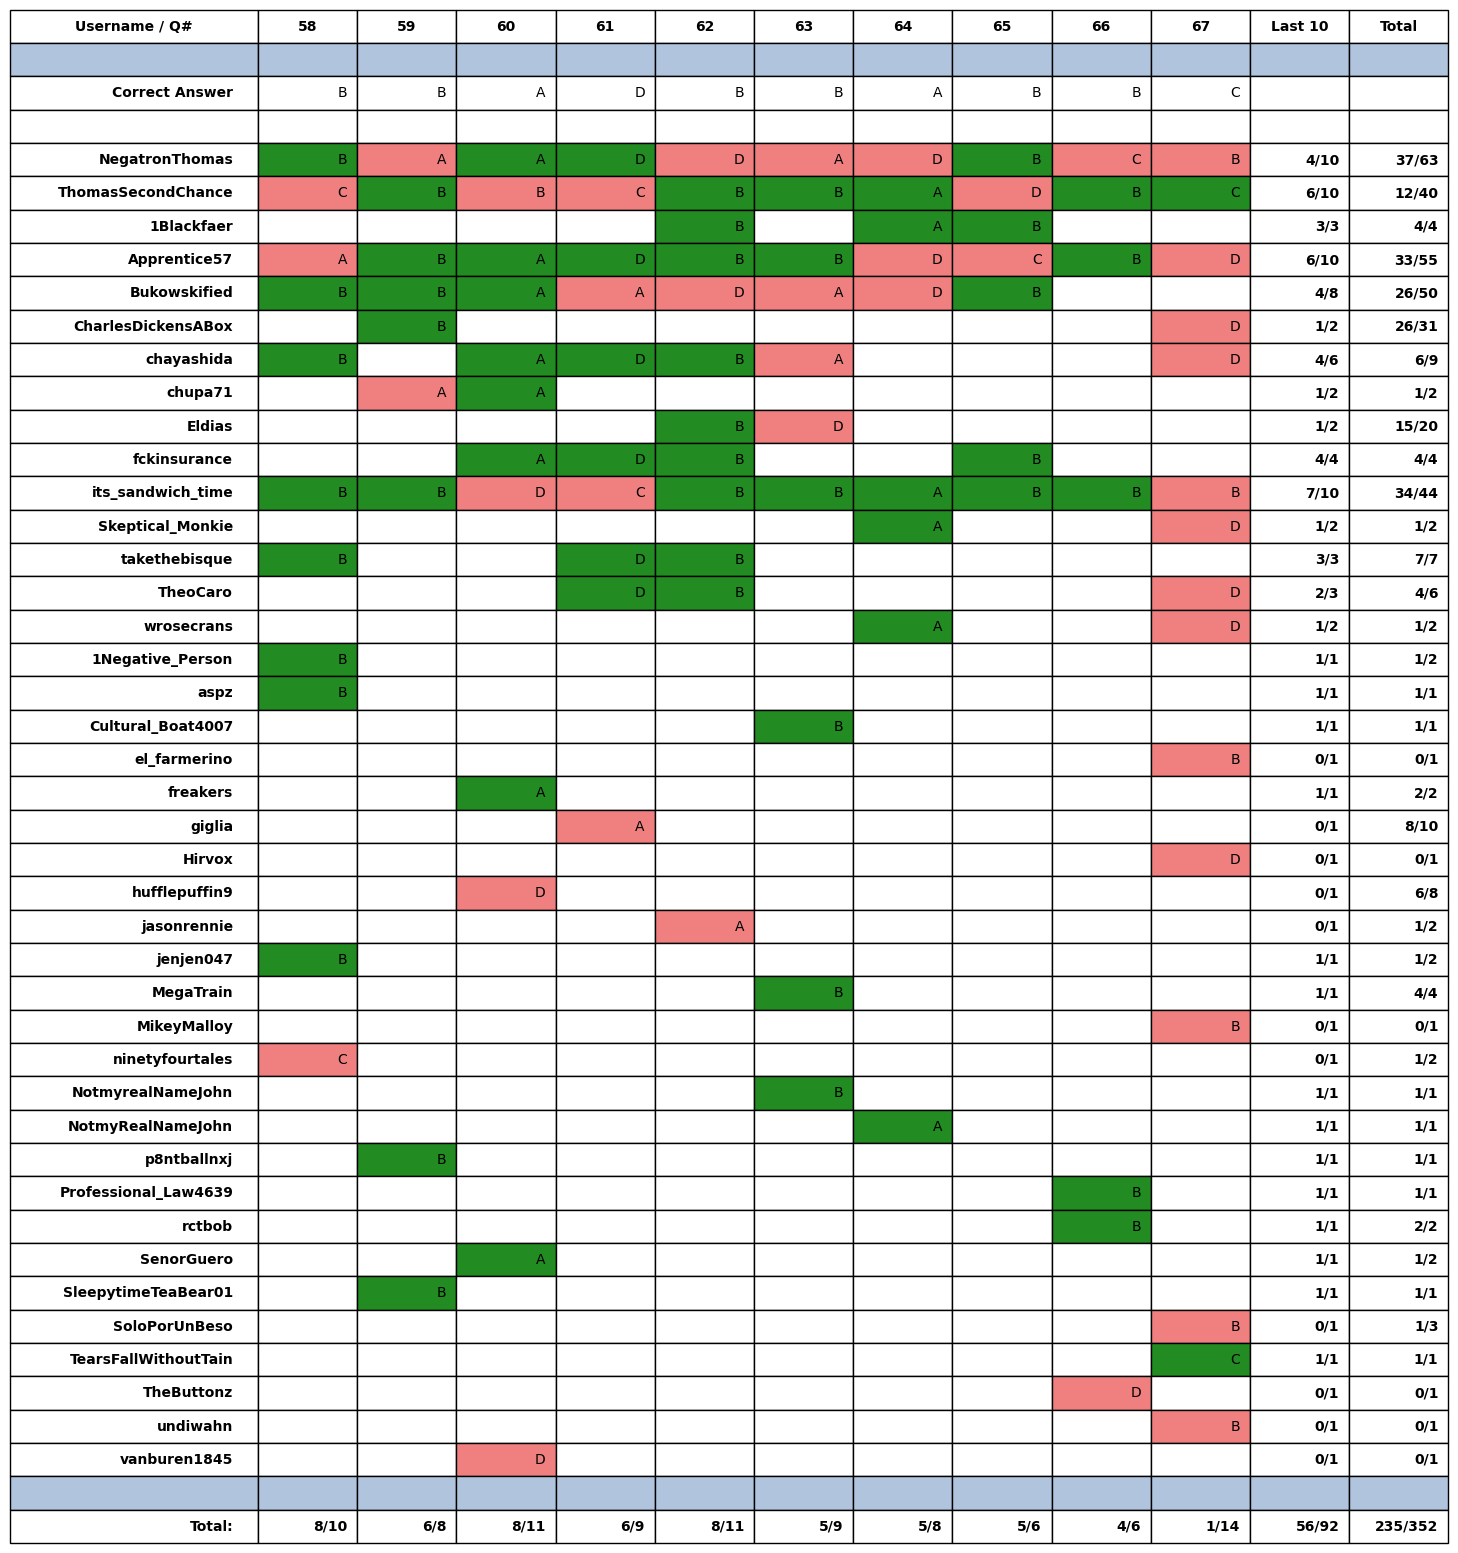 Username / Q# 58 59 60 61 62 63 64 65 66 67 Last 10 Total
Correct Answer B B A D B B A B B C
NegatronThomas B A A D D A D B C B 4/10 37/63
ThomasSecondChance C B B C B B A D B C 6/10 12/40
1Blackfaer B A B 3/3 4/4
Apprentice57 A B A D B B D C B D 6/10 33/55
Bukowskified B B A A D A D B 4/8 26/50
CharlesDickensABox B D 1/2 26/31
chayashida B A D B A D 4/6 6/9
chupa71 A A 1/2 1/2
Eldias B D 1/2 15/20
fckinsurance A D B B 4/4 4/4
its_sandwich_time B B D C B B A B B B 7/10 34/44
Skeptical_Monkie A D 1/2 1/2
takethebisque B D B 3/3 7/7
TheoCaro D B D 2/3 4/6
wrosecrans A D 1/2 1/2
1Negative_Person B 1/1 1/2
aspz B 1/1 1/1
Cultural_Boat4007 B 1/1 1/1
el_farmerino B 0/1 0/1
freakers A 1/1 2/2
giglia A 0/1 8/10
Hirvox D 0/1 0/1
hufflepuffin9 D 0/1 6/8
jasonrennie A 0/1 1/2
jenjen047 B 1/1 1/2
MegaTrain B 1/1 4/4
MikeyMalloy B 0/1 0/1
ninetyfourtales C 0/1 1/2
NotmyrealNameJohn B 1/1 1/1
NotmyRealNameJohn A 1/1 1/1
p8ntballnxj B 1/1 1/1
Professional_Law4639 B 1/1 1/1
rctbob B 1/1 2/2
SenorGuero A 1/1 1/2
SleepytimeTeaBear01 B 1/1 1/1
SoloPorUnBeso B 0/1 1/3
TearsFallWithoutTain C 1/1 1/1
TheButtonz D 0/1 0/1
undiwahn B 0/1 0/1
vanburen1845 D 0/1 0/1
Total: 8/10 6/8 8/11 6/9 8/11 5/9 5/8 5/6 4/6 1/14 56/92 235/352